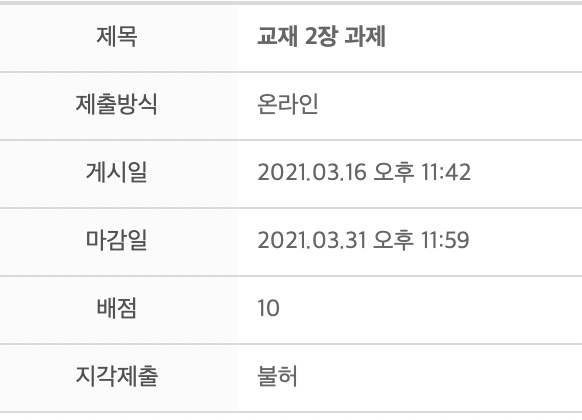 제목 교재 2장 과제
제출방식 온라인
게시일 2021.03.16 오후 11:42
마감일 2021.03.31 오후 11:59
배점 10
지각제출 불허